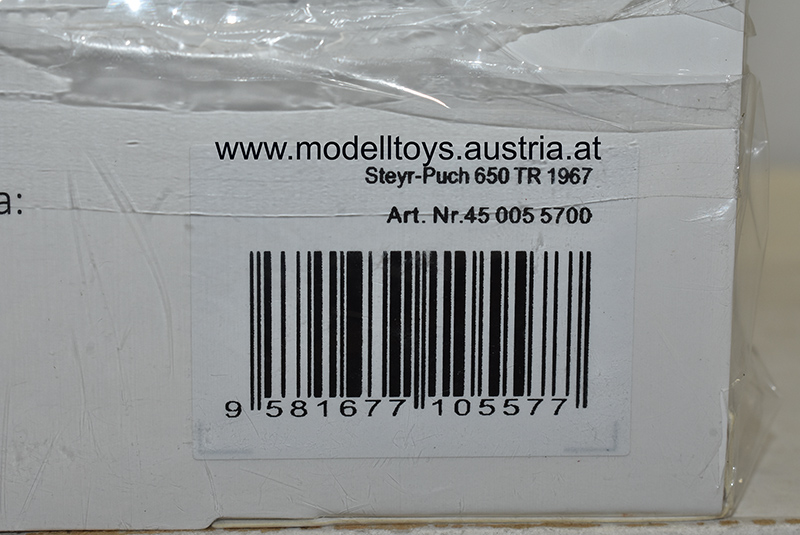 www.modelltoys.austria.at
Steyr-Puch 650 TR 1967
a:
Art. Nr.45 005 5700
9 581677 105577